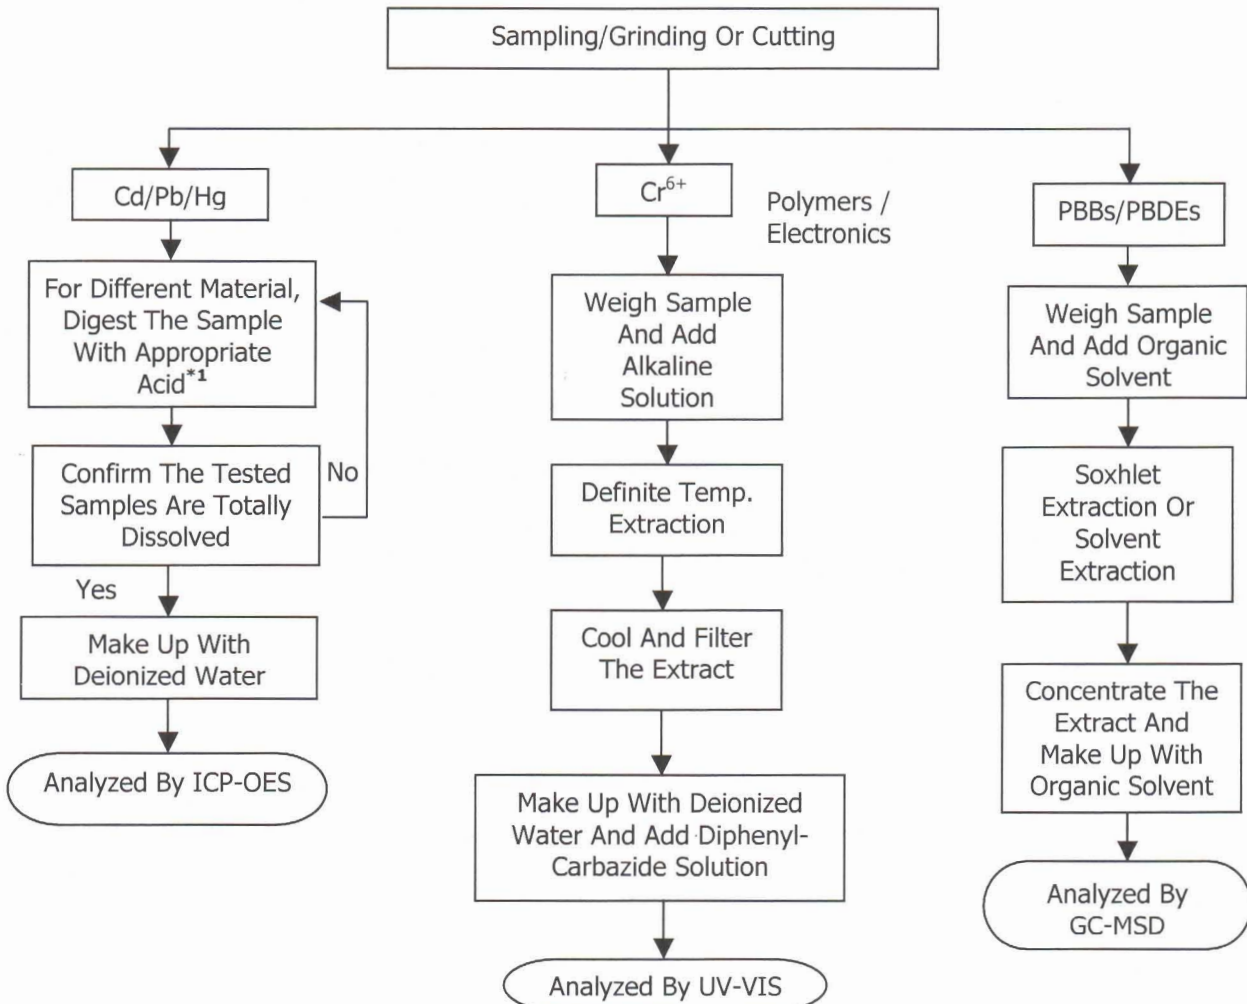 Sampling/Grinding Or Cutting
Cd/Pb/Hg
For Different Material,
Digest The Sample
With Appropriate
Acid*1
Confirm The Tested
Samples Are Totally
Dissolved
No
Yes
Make Up With
Deionized Water
Analyzed By ICP-OES
Cr6+
Polymers /
Electronics
Weigh Sample
And Add
Alkaline
Solution
Definite Temp.
Extraction
Cool And Filter
The Extract
Make Up With Deionized
Water And Add Diphenyl-
Carbazide Solution
Analyzed By UV-VIS
PBBs/PBDEs
Weigh Sample
And Add Organic
Solvent
Soxhlet
Extraction Or
Solvent
Extraction
Concentrate The
Extract And
Make Up With
Organic Solvent
Analyzed By
GC-MSD